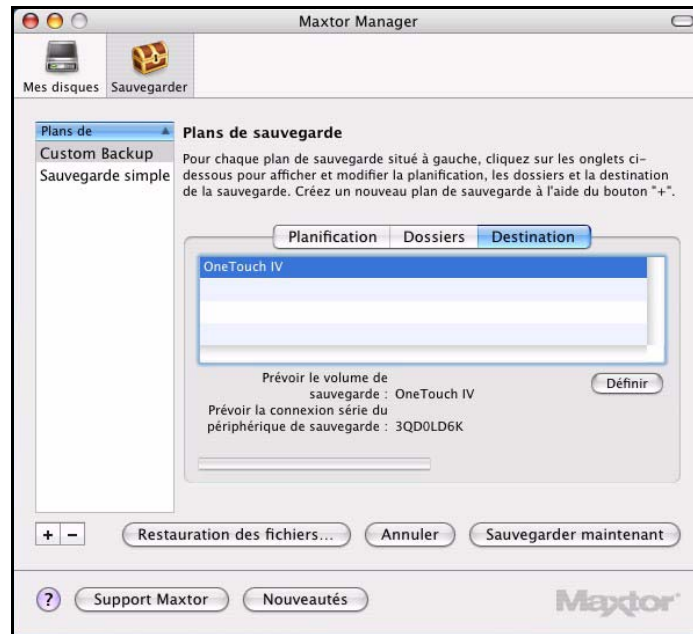 Maxtor Manager
Mes disques
Sauvegarder
Plans de
Custom Backup
Sauvegarde simple
Plans de sauvegarde
Pour chaque plan de sauvegarde situé à gauche, cliquez sur les onglets ci-
dessous pour afficher et modifier la planification, les dossiers et la destination
de la sauvegarde. Créez un nouveau plan de sauvegarde à l'aide du bouton "+".
Planification
Dossiers
Destination
OneTouch IV
Prévoir le volume de
sauvegarde : OneTouch IV
Définir
Prévoir la connexion série du
périphérique de sauvegarde : 3QD0LD6K
+ −
Restauration des fichiers...
Annuler
Sauvegarder maintenant
?
Support Maxtor
Nouveautés
Maxtor